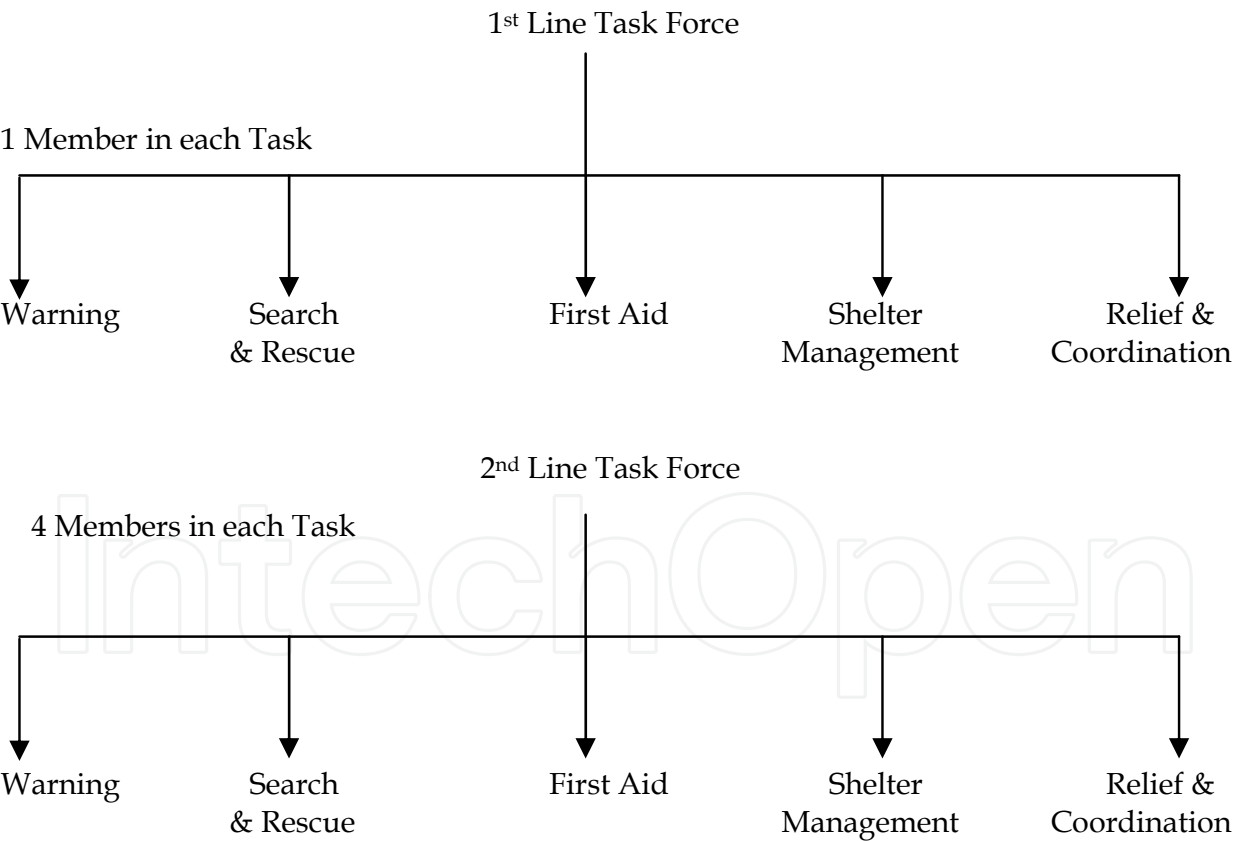 1st Line Task Force
1 Member in each Task
Warning
Search
& Rescue
First Aid
Shelter
Management
Relief &
Coordination
2nd Line Task Force
4 Members in each Task
IntechOpen
Warning
Search
& Rescue
First Aid
Shelter
Management
Relief &
Coordination